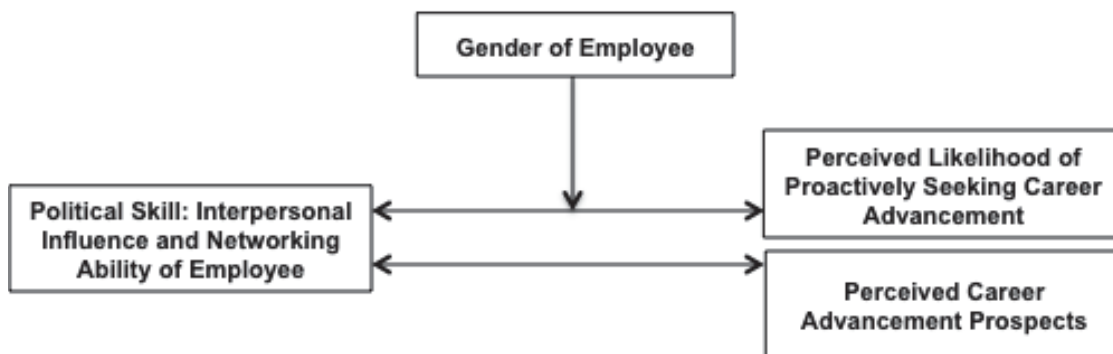 Gender of Employee
Perceived Likelihood of
Proactively Seeking Career
Advancement
Political Skill: Interpersonal
Influence and Networking
Ability of Employee
Perceived Career
Advancement Prospects